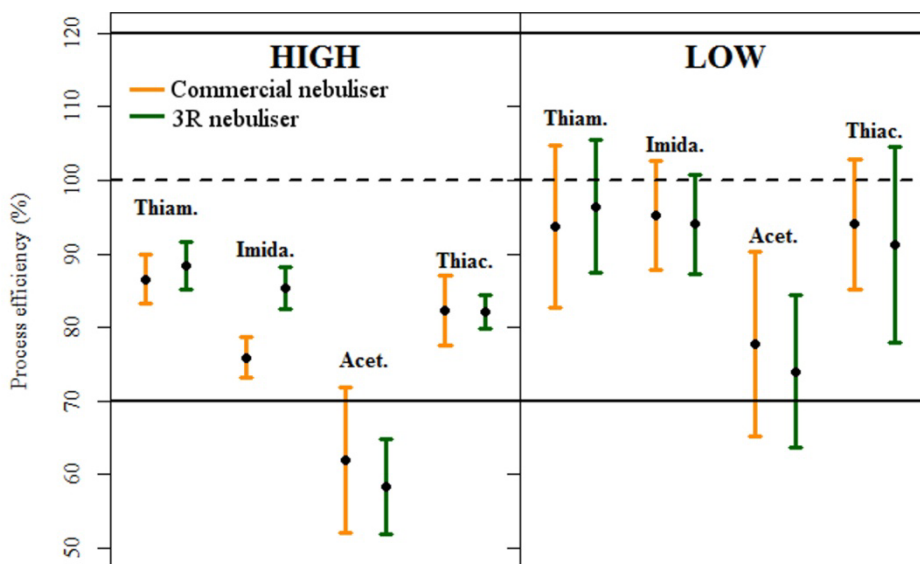 HIGH
LOW
Commercial nebuliser
3R nebuliser
Thiam.
Imida.
Acet.
Thiac.
Thiam.
Imida.
Acet.
Thiac.
Process efficiency (%)
120
110
100
90
80
70
60
50